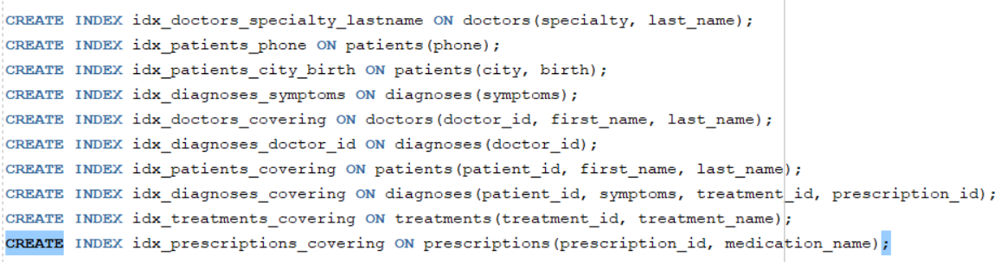 CREATE INDEX idx_doctors_specialty_lastname ON doctors(specialty, last_name);
CREATE INDEX idx_patients_phone ON patients(phone);
CREATE INDEX idx_patients_city_birth ON patients(city, birth);
CREATE INDEX idx_diagnoses_symptoms ON diagnoses(symptoms);
CREATE INDEX idx_doctors_covering ON doctors(doctor_id, first_name, last_name);
CREATE INDEX idx_diagnoses_doctor_id ON diagnoses(doctor_id);
CREATE INDEX idx_patients_covering ON patients(patient_id, first_name, last_name);
CREATE INDEX idx_diagnoses_covering ON diagnoses(patient_id, symptoms, treatment_id, prescription_id);
CREATE INDEX idx_treatments_covering ON treatments(treatment_id, treatment_name);
CREATE INDEX idx_prescriptions_covering ON prescriptions(prescription_id, medication_name);